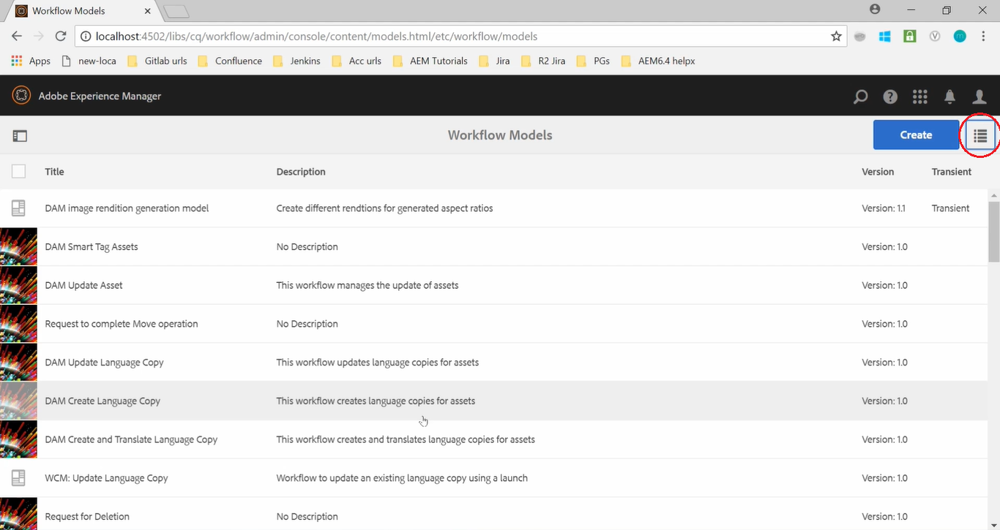 Workflow Models
localhost:4502/libs/cq/workflow/admin/console/content/models.html/etc/workflow/models
Apps new-loca Gitlab urls Confluence Jenkins Acc urls AEM Tutorials Jira R2 Jira PGs AEM6.4 helpx
Adobe Experience Manager
Workflow Models Create
Title Description Version Transient
DAM image rendition generation model Create different rendtions for generated aspect ratios Version: 1.1 Transient
DAM Smart Tag Assets No Description Version: 1.0
DAM Update Asset This workflow manages the update of assets Version: 1.0
Request to complete Move operation No Description Version: 1.0
DAM Update Language Copy This workflow updates language copies for assets Version: 1.0
DAM Create Language Copy This workflow creates language copies for assets Version: 1.0
DAM Create and Translate Language Copy This workflow creates and translates language copies for assets Version: 1.0
WCM: Update Language Copy Workflow to update an existing language copy using a launch Version: 1.0
Request for Deletion No Description Version: 1.0